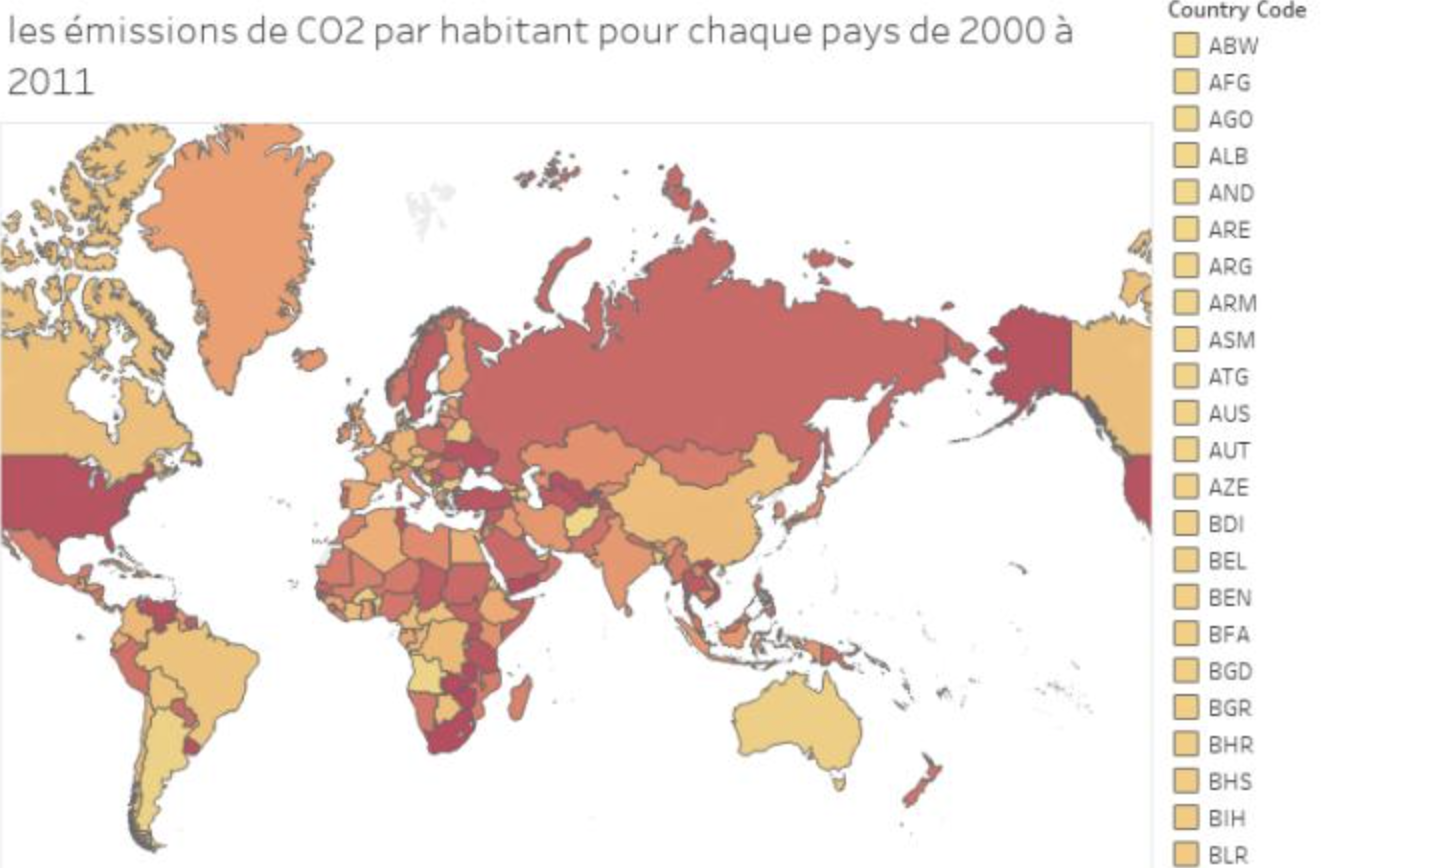 les émissions de CO2 par habitant pour chaque pays de 2000 à
2011
Country Code
ABW
AFG
AGO
ALB
AND
ARE
ARG
ARM
ASM
ATG
AUS
AUT
AZE
BDI
BEL
BEN
BFA
BGD
BGR
BHR
BHS
BIH
BLR